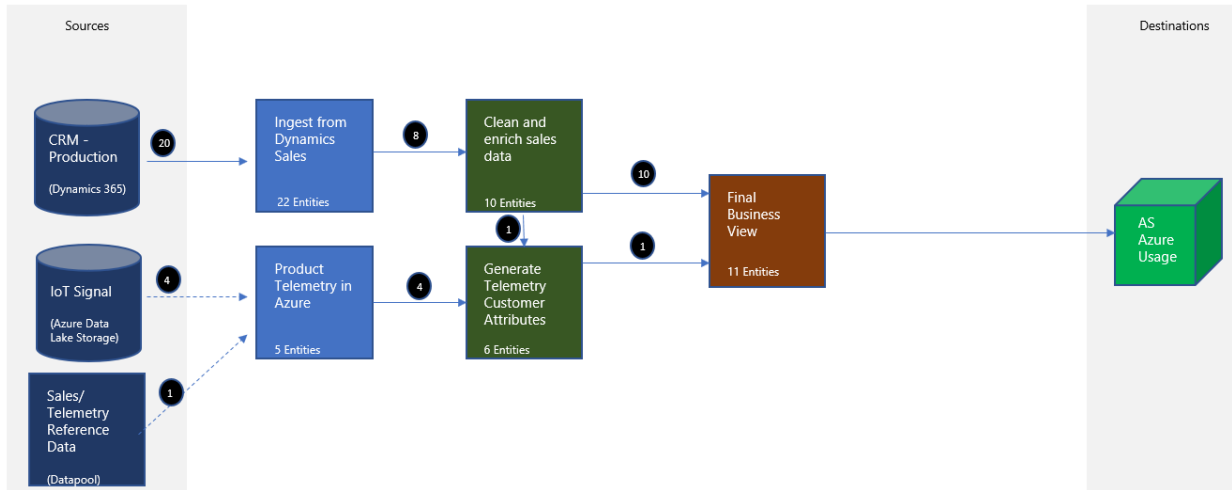 Sources
Destinations
CRM -
Production
(Dynamics 365)
20
Ingest from
Dynamics
Sales
22 Entities
8
Clean and
enrich sales
data
10 Entities
10
1
Final
Business
View
11 Entities
AS
Azure
Usage
IoT Signal
(Azure Data
Lake Storage)
4
Product
Telemetry in
Azure
5 Entities
4
Generate
Telemetry
Customer
Attributes
6 Entities
1
Sales/
Telemetry
Reference
Data
(Datapool)
1